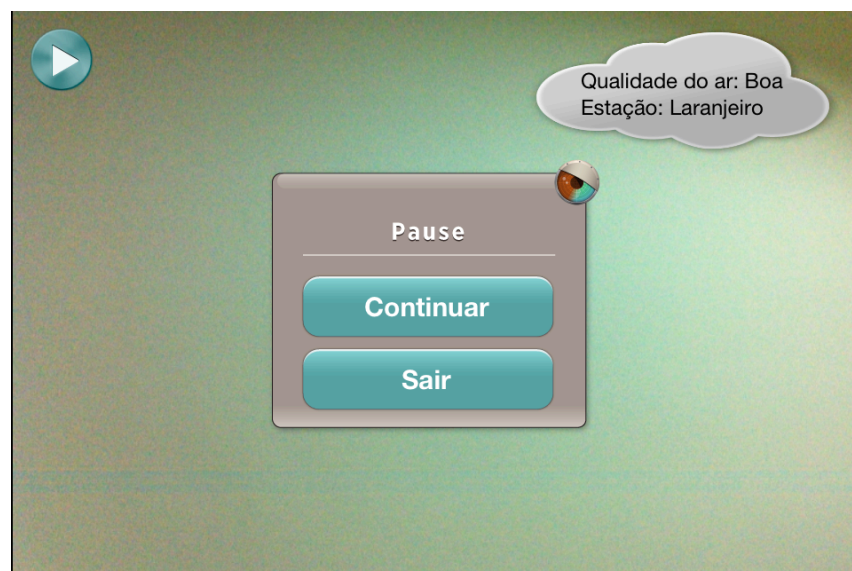 Qualidade do ar: Boa
Estação: Laranjeiro
Pause
Continuar
Sair